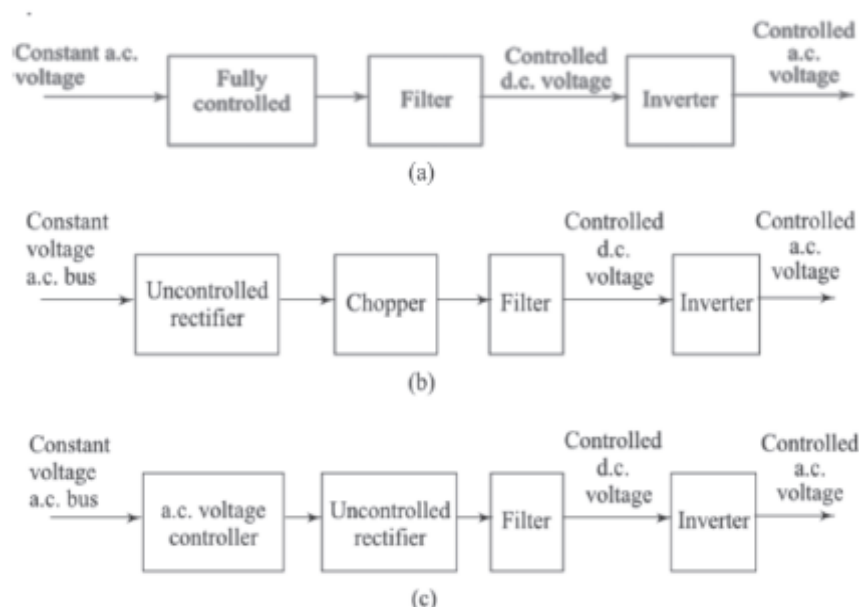 Constant a.c.
voltage
Fully
controlled
Filter
Controlled
d.c. voltage
Inverter
Controlled
a.c.
voltage
(a)
Constant
voltage
a.c. bus
Uncontrolled
rectifier
Chopper
Filter
Controlled
d.c.
voltage
Inverter
Controlled
a.c.
voltage
(b)
Constant
voltage
a.c. bus
a.c. voltage
controller
Uncontrolled
rectifier
Filter
Controlled
d.c.
voltage
Inverter
Controlled
a.c.
voltage
(c)